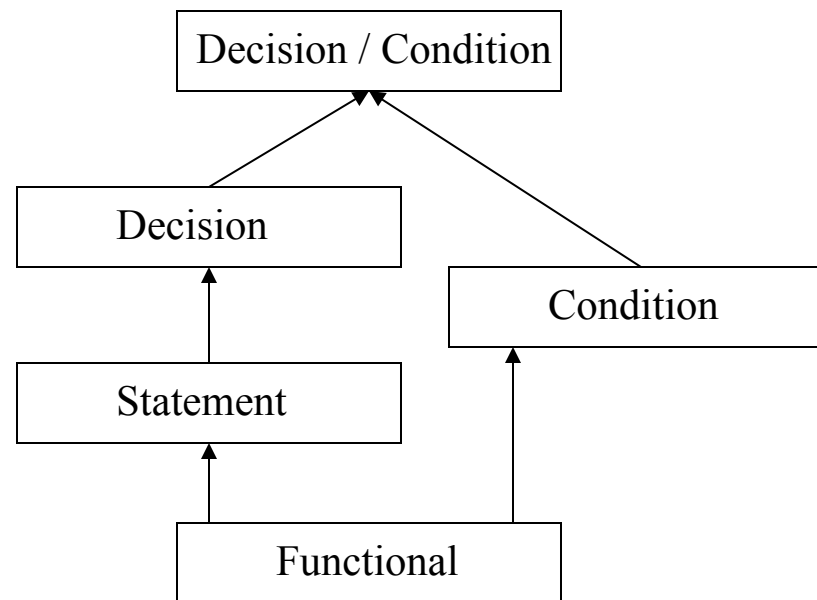 Decision / Condition
Decision
Condition
Statement
Functional